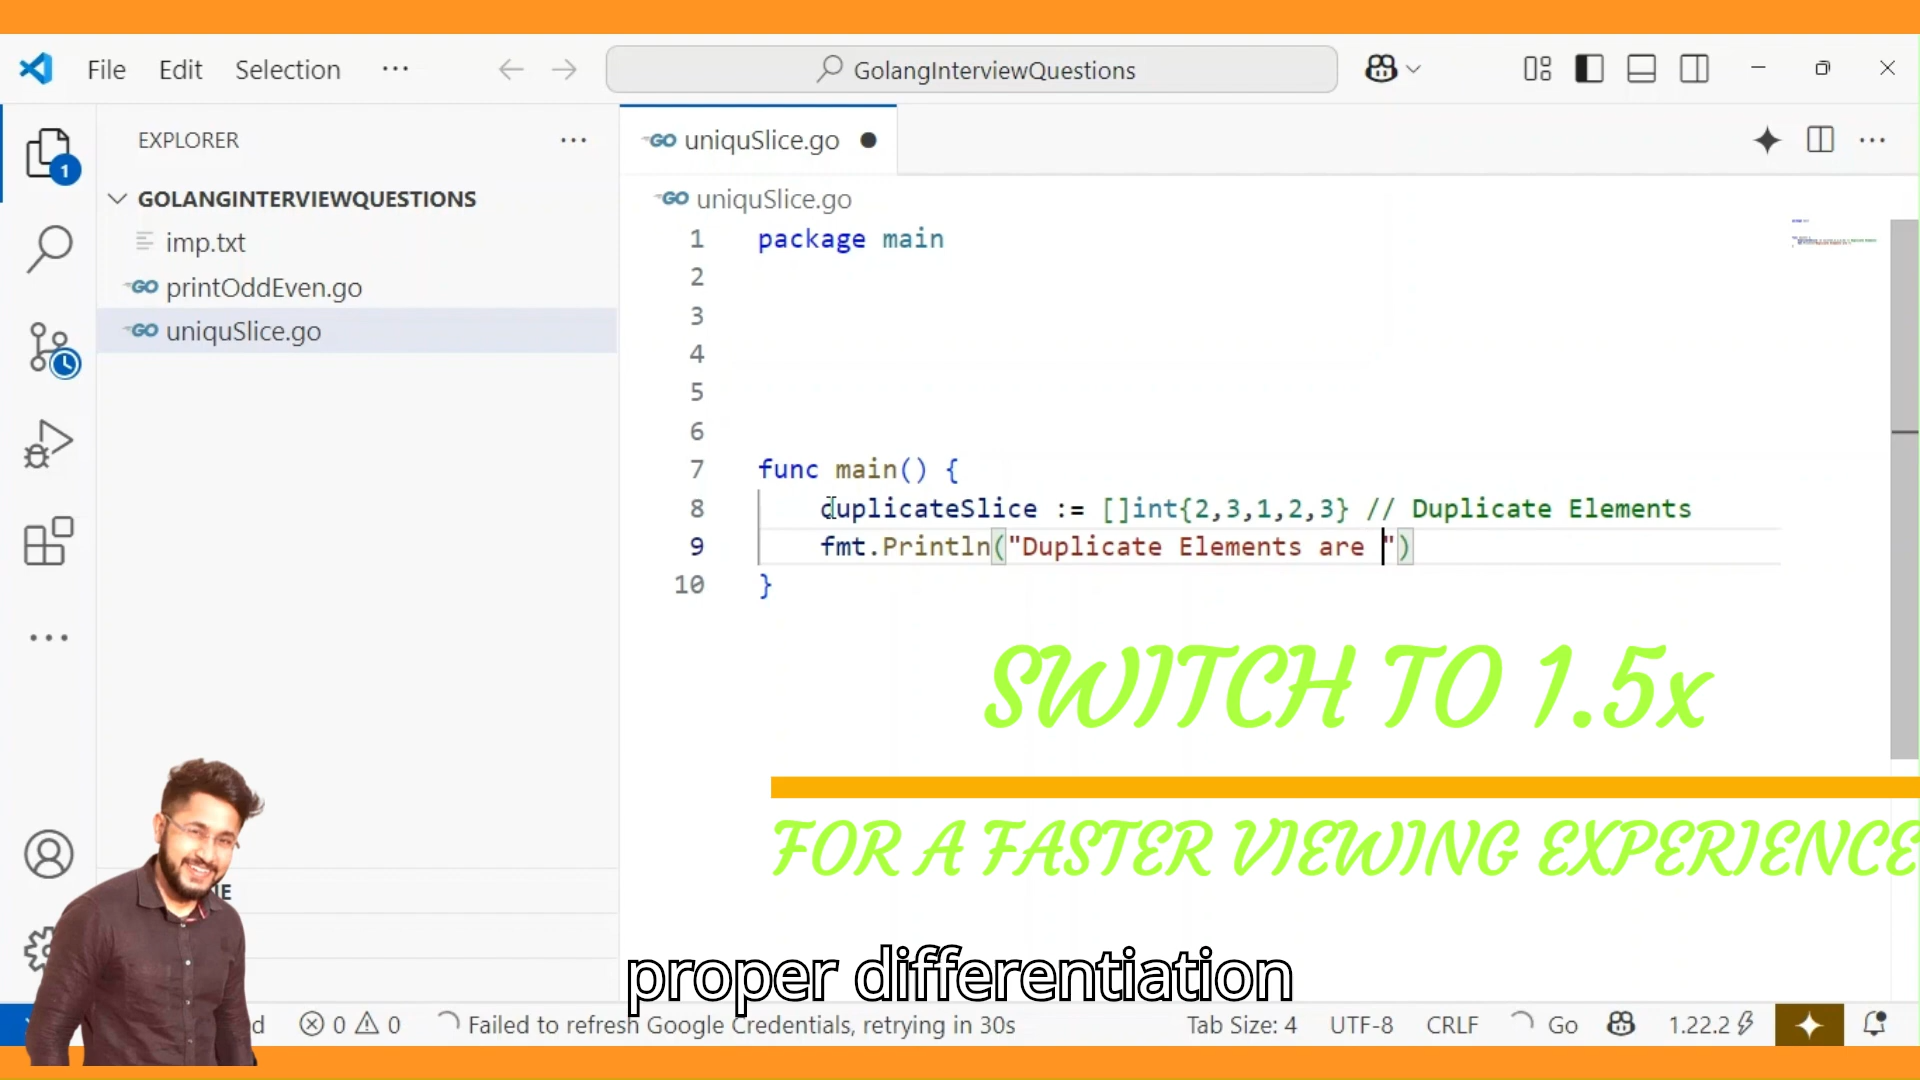 File Edit Selection ···
GolangInterviewQuestions
EXPLORER ···
1
GOLANGINTERVIEWQUESTIONS
imp.txt
GO printOddEven.go
GO uniquSlice.go
GO uniquSlice.go
GO uniquSlice.go
1 package main
2
3
4
5
6
7 func main() {
8 duplicateSlice := []int{2,3,1,2,3} // Duplicate Elements
9 fmt.Println("Duplicate Elements are ")
10 }
SWITCH TO 1.5x
FOR A FASTER VIEWING EXPERIENCE
proper differentiation
0 0 Failed to refresh Google Credentials, retrying in 30s Tab Size: 4 UTF-8 CRLF Go 1.22.2